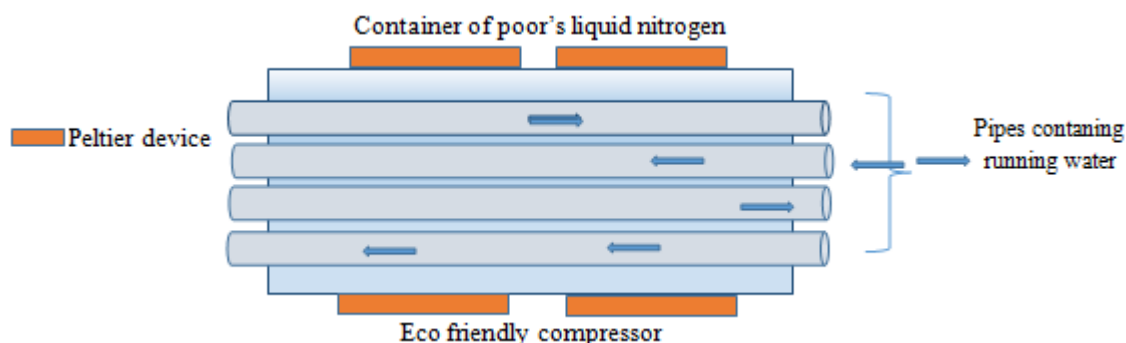 Container of poor's liquid nitrogen
Peltier device
Pipes contaning
running water
Eco friendly compressor